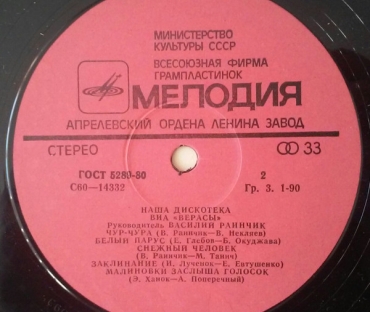 МИНИСТЕРСТВО
КУЛЬТУРЫ СССР
ВСЕСОЮЗНАЯ ФИРМА
ГРАМПЛАСТИНОК
МЕЛОДИЯ
АПРЕЛЕВСКИЙ ОРДЕНА ЛЕНИНА ЗАВОД
СТЕРЕО 33
ГОСТ 5289-80 2
С60-14332 Гр. 3. 1-90
НАША ДИСКОТЕКА
ВИА «ВЕРАСЫ»
Руководитель ВАСИЛИЙ РАИНЧИК
ЧУР-ЧУРА (В. Раинчик—В. Некляев)
БЕЛЫЙ ПАРУС (Е. Глебов—Б. Окуджава)
СНЕЖНЫЙ ЧЕЛОВЕК
(В. Раинчик—М. Танич)
ЗАКЛИНАНИЕ (И. Лученок—Е. Евтушенко)
МАЛИНОВКИ ЗАСЛЫША ГОЛОСОК
(Э. Ханок—А. Поперечный)